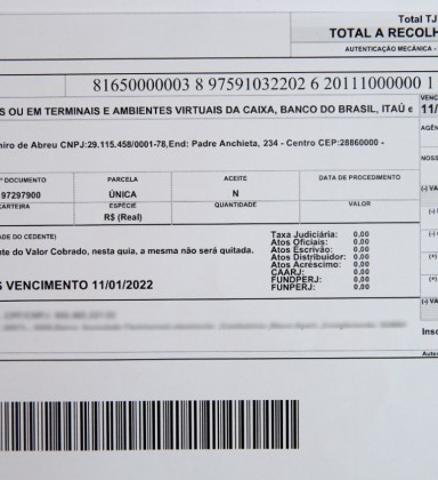 Total TJ
TOTAL A RECOLH
AUTENTICAÇÃO MECÂNICA -
81650000003 8 97591032202 6 20111000000 1
VENC
S OU EM TERMINAIS E AMBIENTES VIRTUAIS DA CAIXA, BANCO DO BRASIL, ITAÚ e
11/
AGÊN
niro de Abreu CNPJ:29.115.458/0001-78,End: Padre Anchieta, 234 - Centro CEP:28860000 -
NOSS
º DOCUMENTO PARCELA ACEITE DATA DE PROCEDIMENTO
97297900 ÚNICA N
(-) VA
CARTEIRA ESPÉCIE QUANTIDADE VALOR
R$ (Real)
(-)
ADE DO CEDENTE)
Taxa Judiciária: 0,00
Atos Oficiais: 0,00
nte do Valor Cobrado, nesta quia, a mesma não será quitada.
Atos Escrivão: 0,00
Atos Distribuidor: 0,00
Atos Acréscimo: 0,00
CAARJ: 0,00
FUNDPERJ: 0,00
FUNPERJ: 0,00
S VENCIMENTO 11/01/2022
(-) VA
Insc
Aute